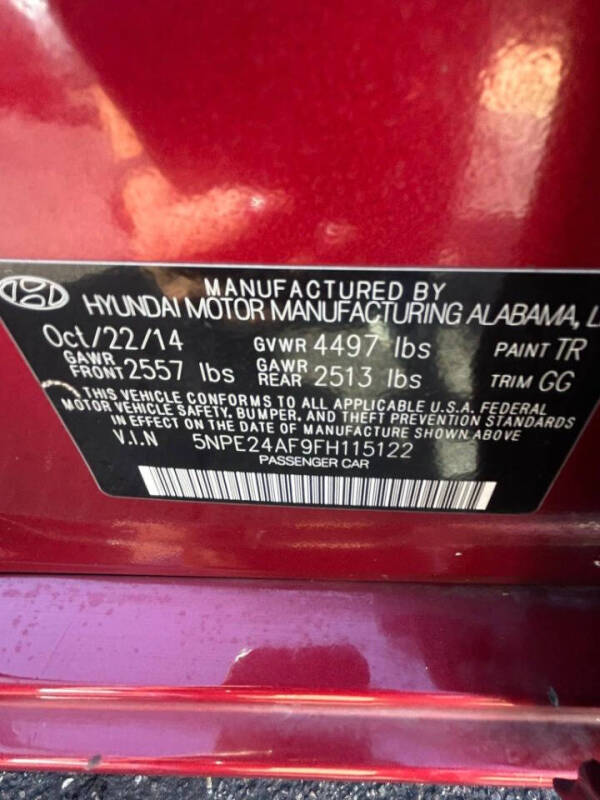 MANUFACTURED BY
HYUNDAI MOTOR MANUFACTURING ALABAMA, L
Oct/22/14 GVWR 4497 lbs PAINT TR
GAWR FRONT 2557 lbs GAWR REAR 2513 lbs TRIM GG
THIS VEHICLE CONFORMS TO ALL APPLICABLE U.S.A. FEDERAL
MOTOR VEHICLE SAFETY, BUMPER, AND THEFT PREVENTION STANDARDS
IN EFFECT ON THE DATE OF MANUFACTURE SHOWN ABOVE
V.I.N 5NPE24AF9FH115122
PASSENGER CAR